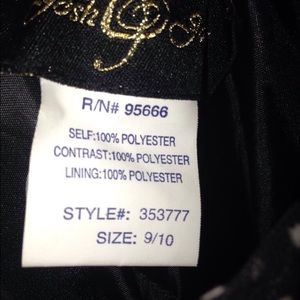 R/N# 95666
SELF:100% POLYESTER
CONTRAST:100% POLYESTER
LINING:100% POLYESTER
STYLE#: 353777
SIZE: 9/10